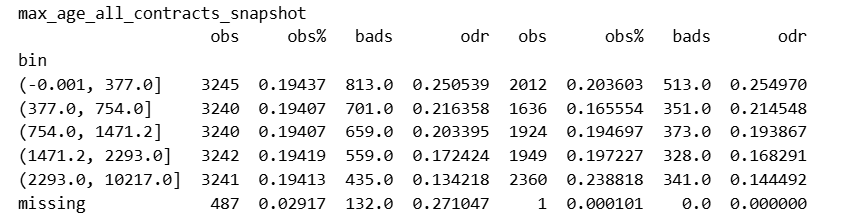 max_age_all_contracts_snapshot
obs obs% bads odr obs obs% bads odr
bin
(-0.001, 377.0] 3245 0.19437 813.0 0.250539 2012 0.203603 513.0 0.254970
(377.0, 754.0] 3240 0.19407 701.0 0.216358 1636 0.165554 351.0 0.214548
(754.0, 1471.2] 3240 0.19407 659.0 0.203395 1924 0.194697 373.0 0.193867
(1471.2, 2293.0] 3242 0.19419 559.0 0.172424 1949 0.197227 328.0 0.168291
(2293.0, 10217.0] 3241 0.19413 435.0 0.134218 2360 0.238818 341.0 0.144492
missing 487 0.02917 132.0 0.271047 1 0.000101 0.0 0.000000